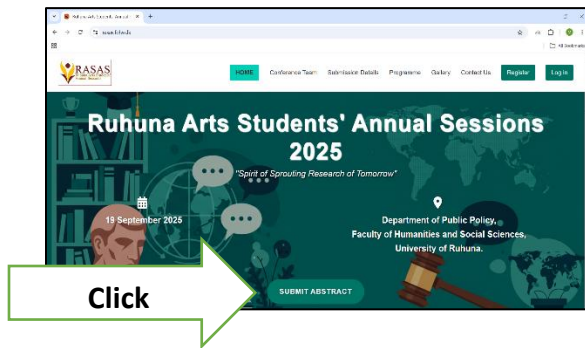 RASAS
HOME Conference Team Submission Details Programme Gallery Contact Us Register Log in
Ruhuna Arts Students' Annual Sessions
2025
"Spirit of Sprouting Research of Tomorrow"
19 September 2025
Department of Public Policy,
Faculty of Humanities and Social Sciences,
University of Ruhuna.
SUBMIT ABSTRACT
Click